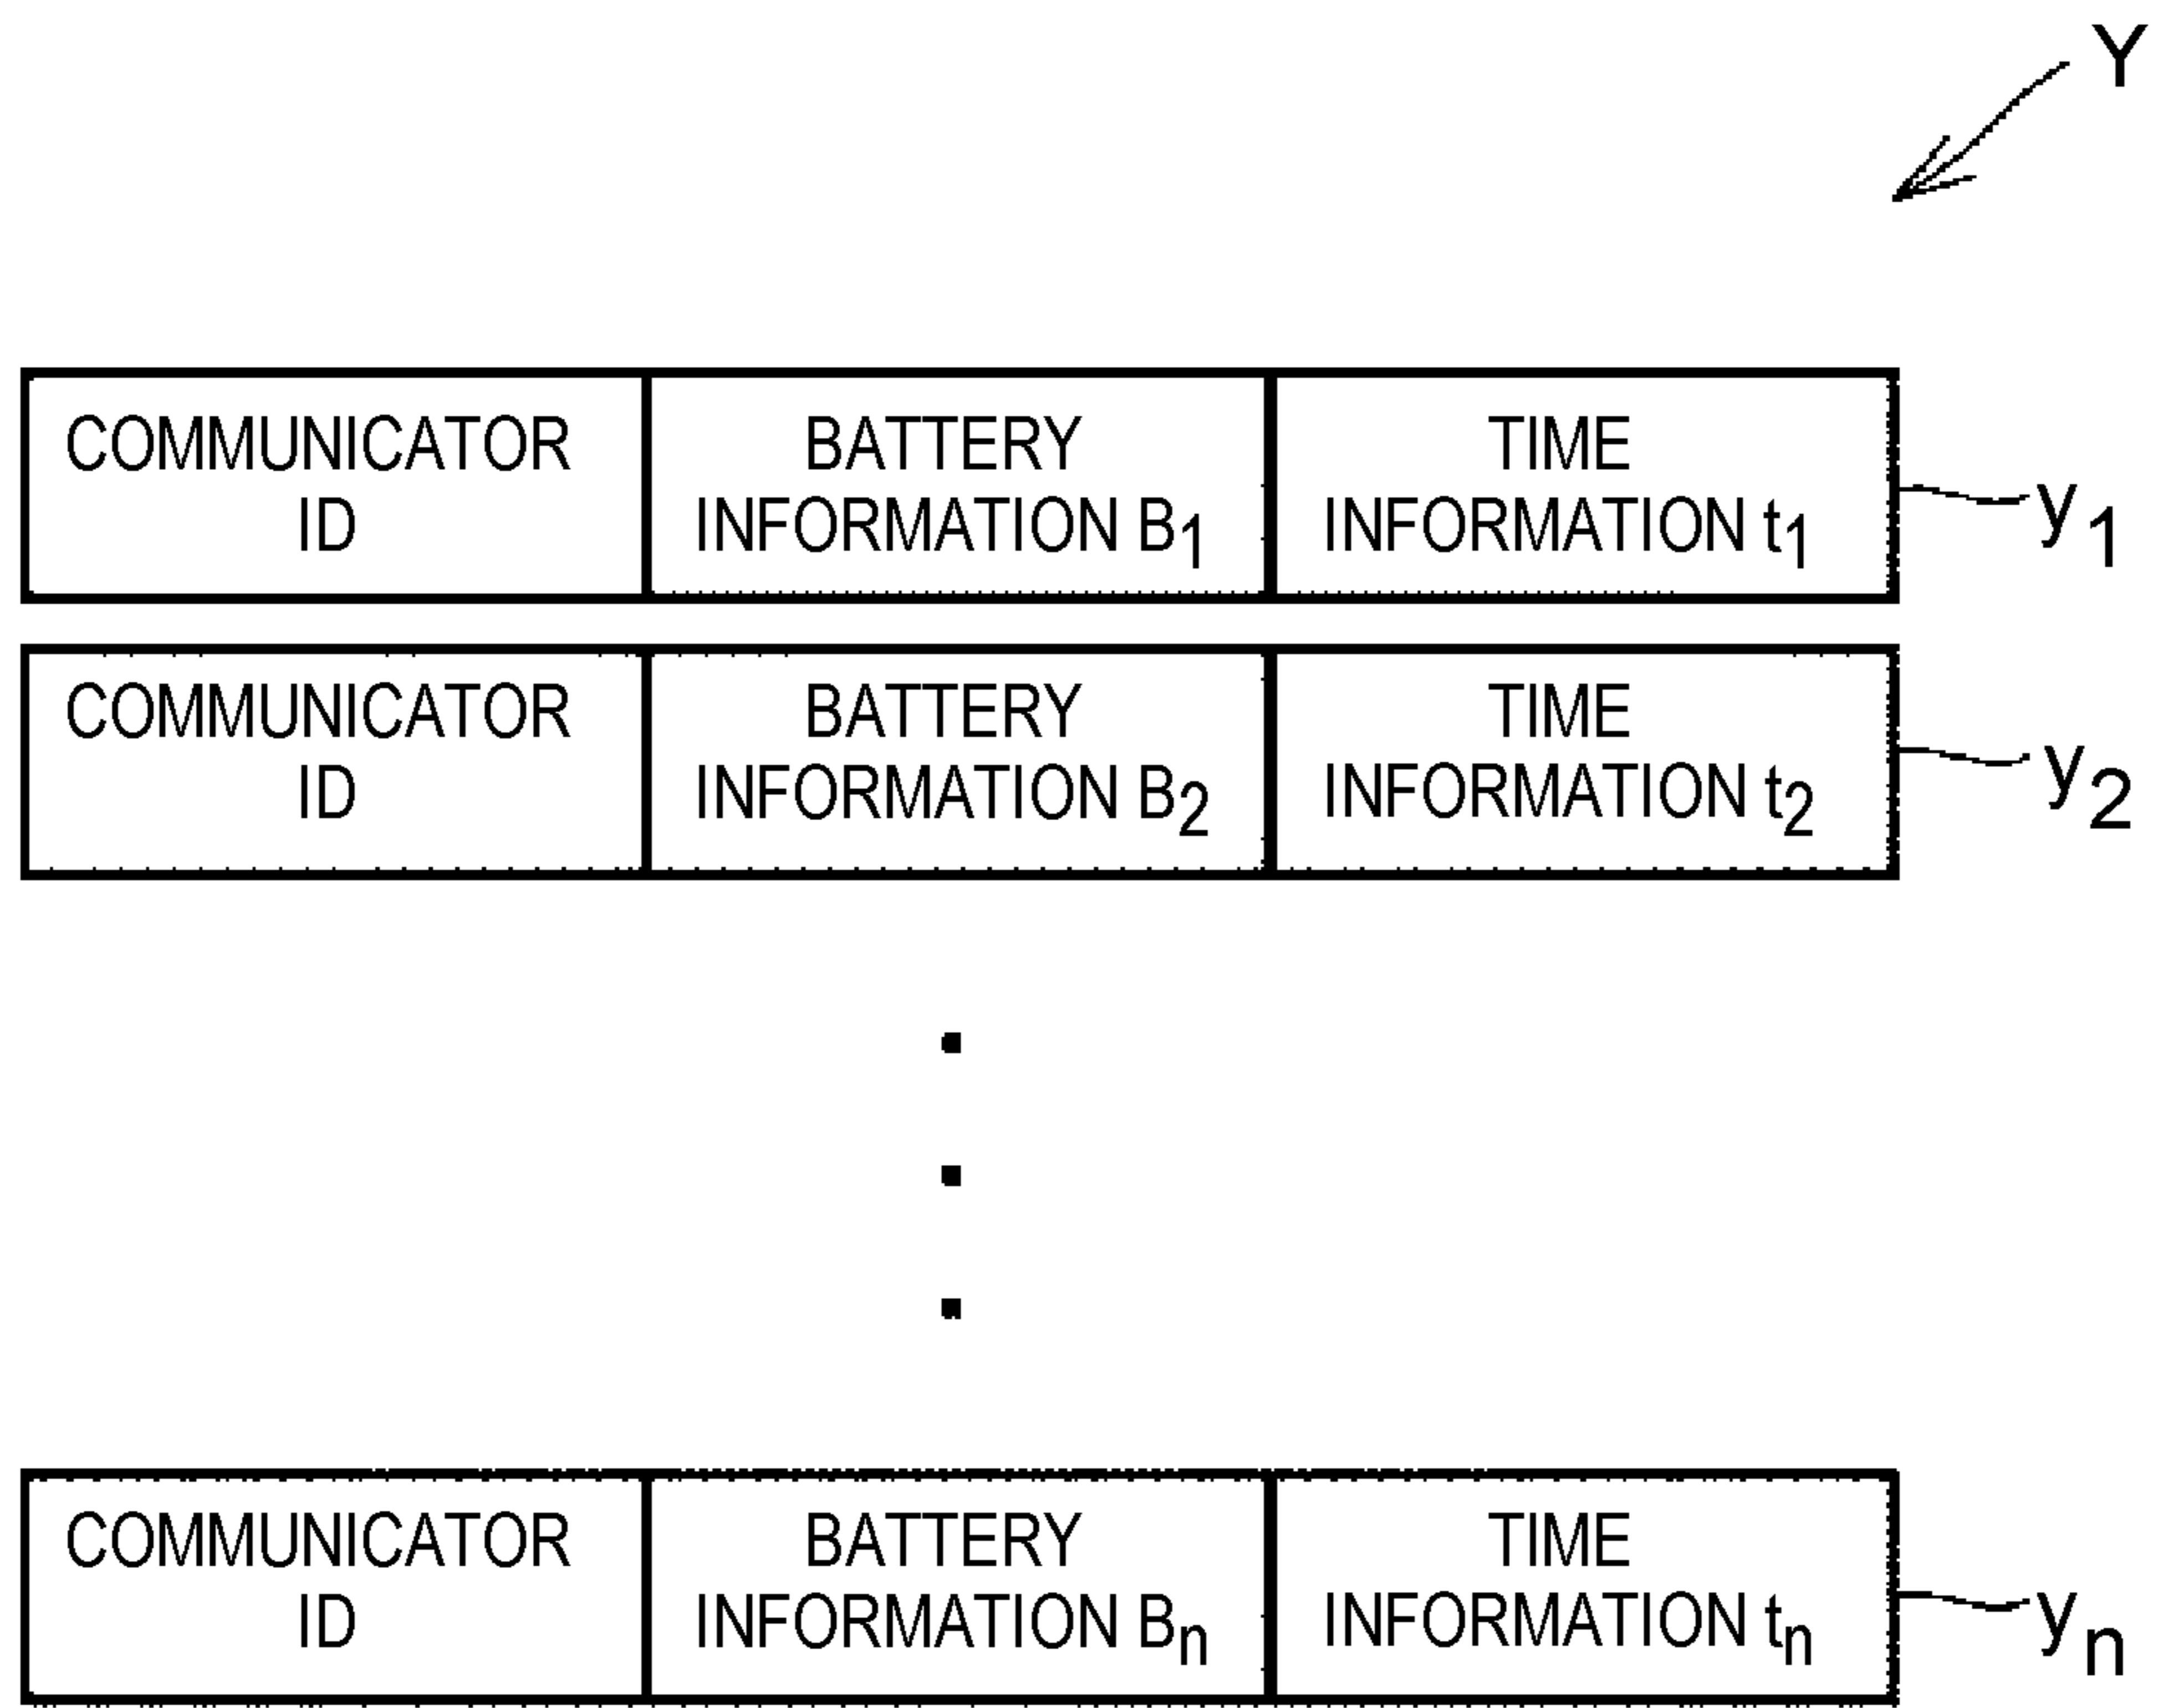 Y
COMMUNICATOR
ID
BATTERY
INFORMATION B1
TIME
INFORMATION t1
y1
COMMUNICATOR
ID
BATTERY
INFORMATION B2
TIME
INFORMATION t2
y2
COMMUNICATOR
ID
BATTERY
INFORMATION Bn
TIME
INFORMATION tn
yn